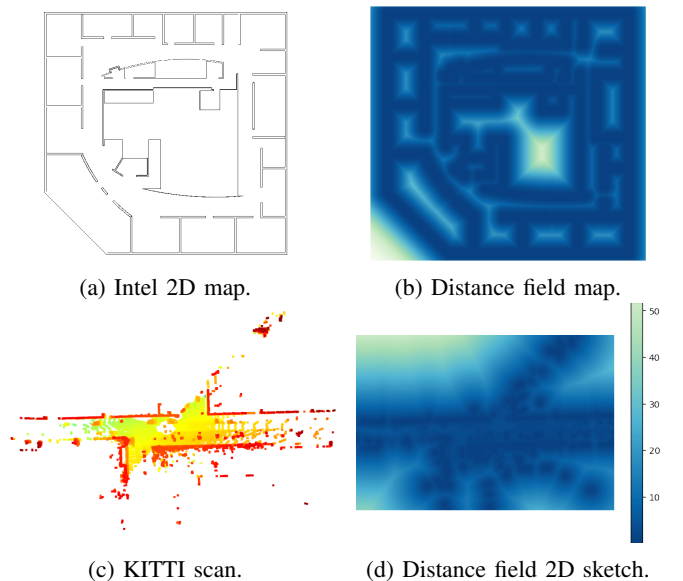 (a) Intel 2D map.
(b) Distance field map.
50
40
30
20
10
(c) KITTI scan.
(d) Distance field 2D sketch.